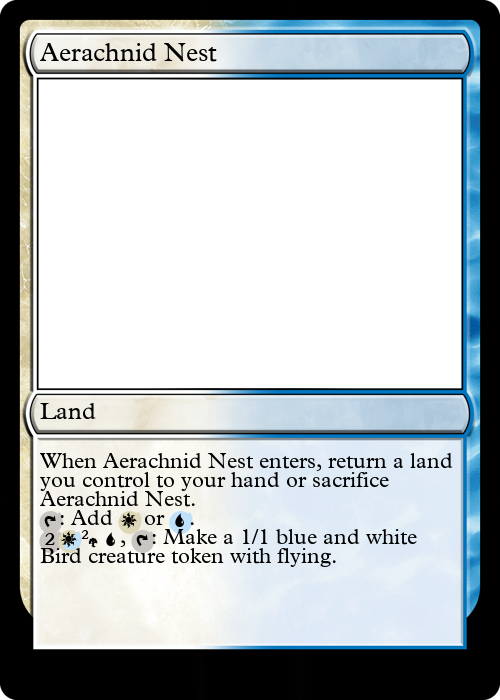 Aerachnid Nest
Land
When Aerachnid Nest enters, return a land
you control to your hand or sacrifice
Aerachnid Nest.
: Add or .
2 2 , : Make a 1/1 blue and white
Bird creature token with flying.